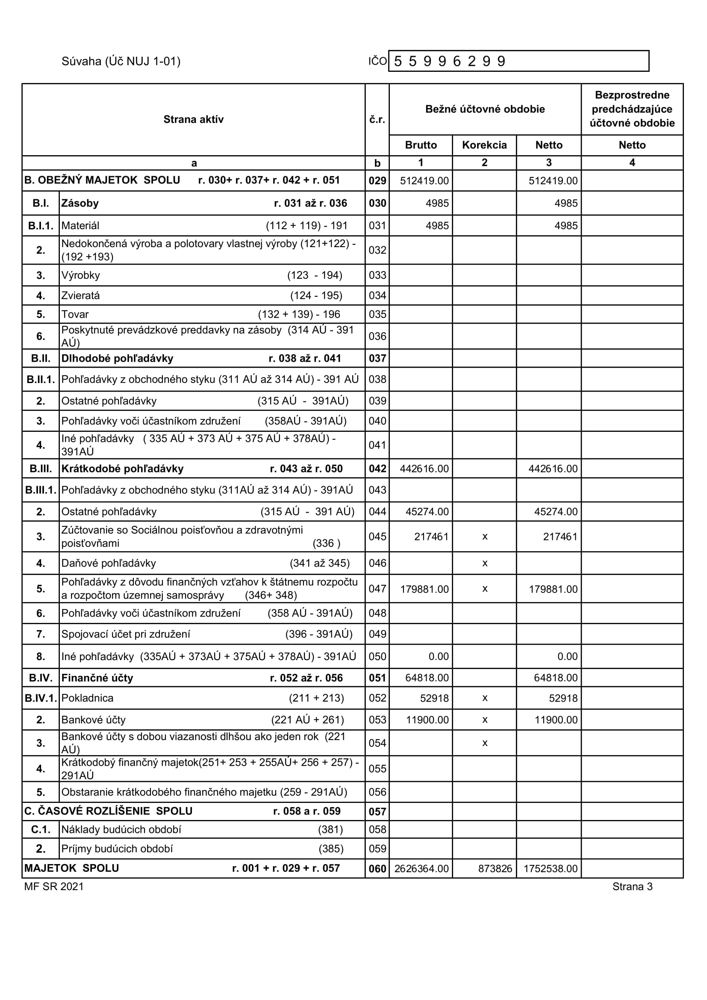 Súvaha (Úč NUJ 1-01) IČO 5 5 9 9 6 2 9 9
Strana aktív č.r. Bežné účtovné obdobie Bezprostredne predchádzajúce účtovné obdobie
Brutto Korekcia Netto Netto
a b 1 2 3 4
B. OBEŽNÝ MAJETOK SPOLU r. 030+ r. 037+ r. 042 + r. 051 029 512419.00 512419.00
B.I. Zásoby r. 031 až r. 036 030 4985 4985
B.I.1. Materiál (112 + 119) - 191 031 4985 4985
2. Nedokončená výroba a polotovary vlastnej výroby (121+122) -
(192 +193) 032
3. Výrobky (123 - 194) 033
4. Zvieratá (124 - 195) 034
5. Tovar (132 + 139) - 196 035
6. Poskytnuté prevádzkové preddavky na zásoby (314 AÚ - 391
AÚ) 036
B.II. Dlhodobé pohľadávky r. 038 až r. 041 037
B.II.1. Pohľadávky z obchodného styku (311 AÚ až 314 AÚ) - 391 AÚ 038
2. Ostatné pohľadávky (315 AÚ - 391AÚ) 039
3. Pohľadávky voči účastníkom združení (358AÚ - 391AÚ) 040
4. Iné pohľadávky ( 335 AÚ + 373 AÚ + 375 AÚ + 378AÚ) -
391AÚ 041
B.III. Krátkodobé pohľadávky r. 043 až r. 050 042 442616.00 442616.00
B.III.1. Pohľadávky z obchodného styku (311AÚ až 314 AÚ) - 391AÚ 043
2. Ostatné pohľadávky (315 AÚ - 391 AÚ) 044 45274.00 45274.00
3. Zúčtovanie so Sociálnou poisťovňou a zdravotnými
poisťovňami (336 ) 045 217461 x 217461
4. Daňové pohľadávky (341 až 345) 046 x
5. Pohľadávky z dôvodu finančných vzťahov k štátnemu rozpočtu
a rozpočtom územnej samosprávy (346+ 348) 047 179881.00 x 179881.00
6. Pohľadávky voči účastníkom združení (358 AÚ - 391AÚ) 048
7. Spojovací účet pri združení (396 - 391AÚ) 049
8. Iné pohľadávky (335AÚ + 373AÚ + 375AÚ + 378AÚ) - 391AÚ 050 0.00 0.00
B.IV. Finančné účty r. 052 až r. 056 051 64818.00 64818.00
B.IV.1. Pokladnica (211 + 213) 052 52918 x 52918
2. Bankové účty (221 AÚ + 261) 053 11900.00 x 11900.00
3. Bankové účty s dobou viazanosti dlhšou ako jeden rok (221
AÚ) 054 x
4. Krátkodobý finančný majetok(251+ 253 + 255AÚ+ 256 + 257) -
291AÚ 055
5. Obstaranie krátkodobého finančného majetku (259 - 291AÚ) 056
C. ČASOVÉ ROZLÍŠENIE SPOLU r. 058 a r. 059 057
C.1. Náklady budúcich období (381) 058
2. Príjmy budúcich období (385) 059
MAJETOK SPOLU r. 001 + r. 029 + r. 057 060 2626364.00 873826 1752538.00
MF SR 2021 Strana 3